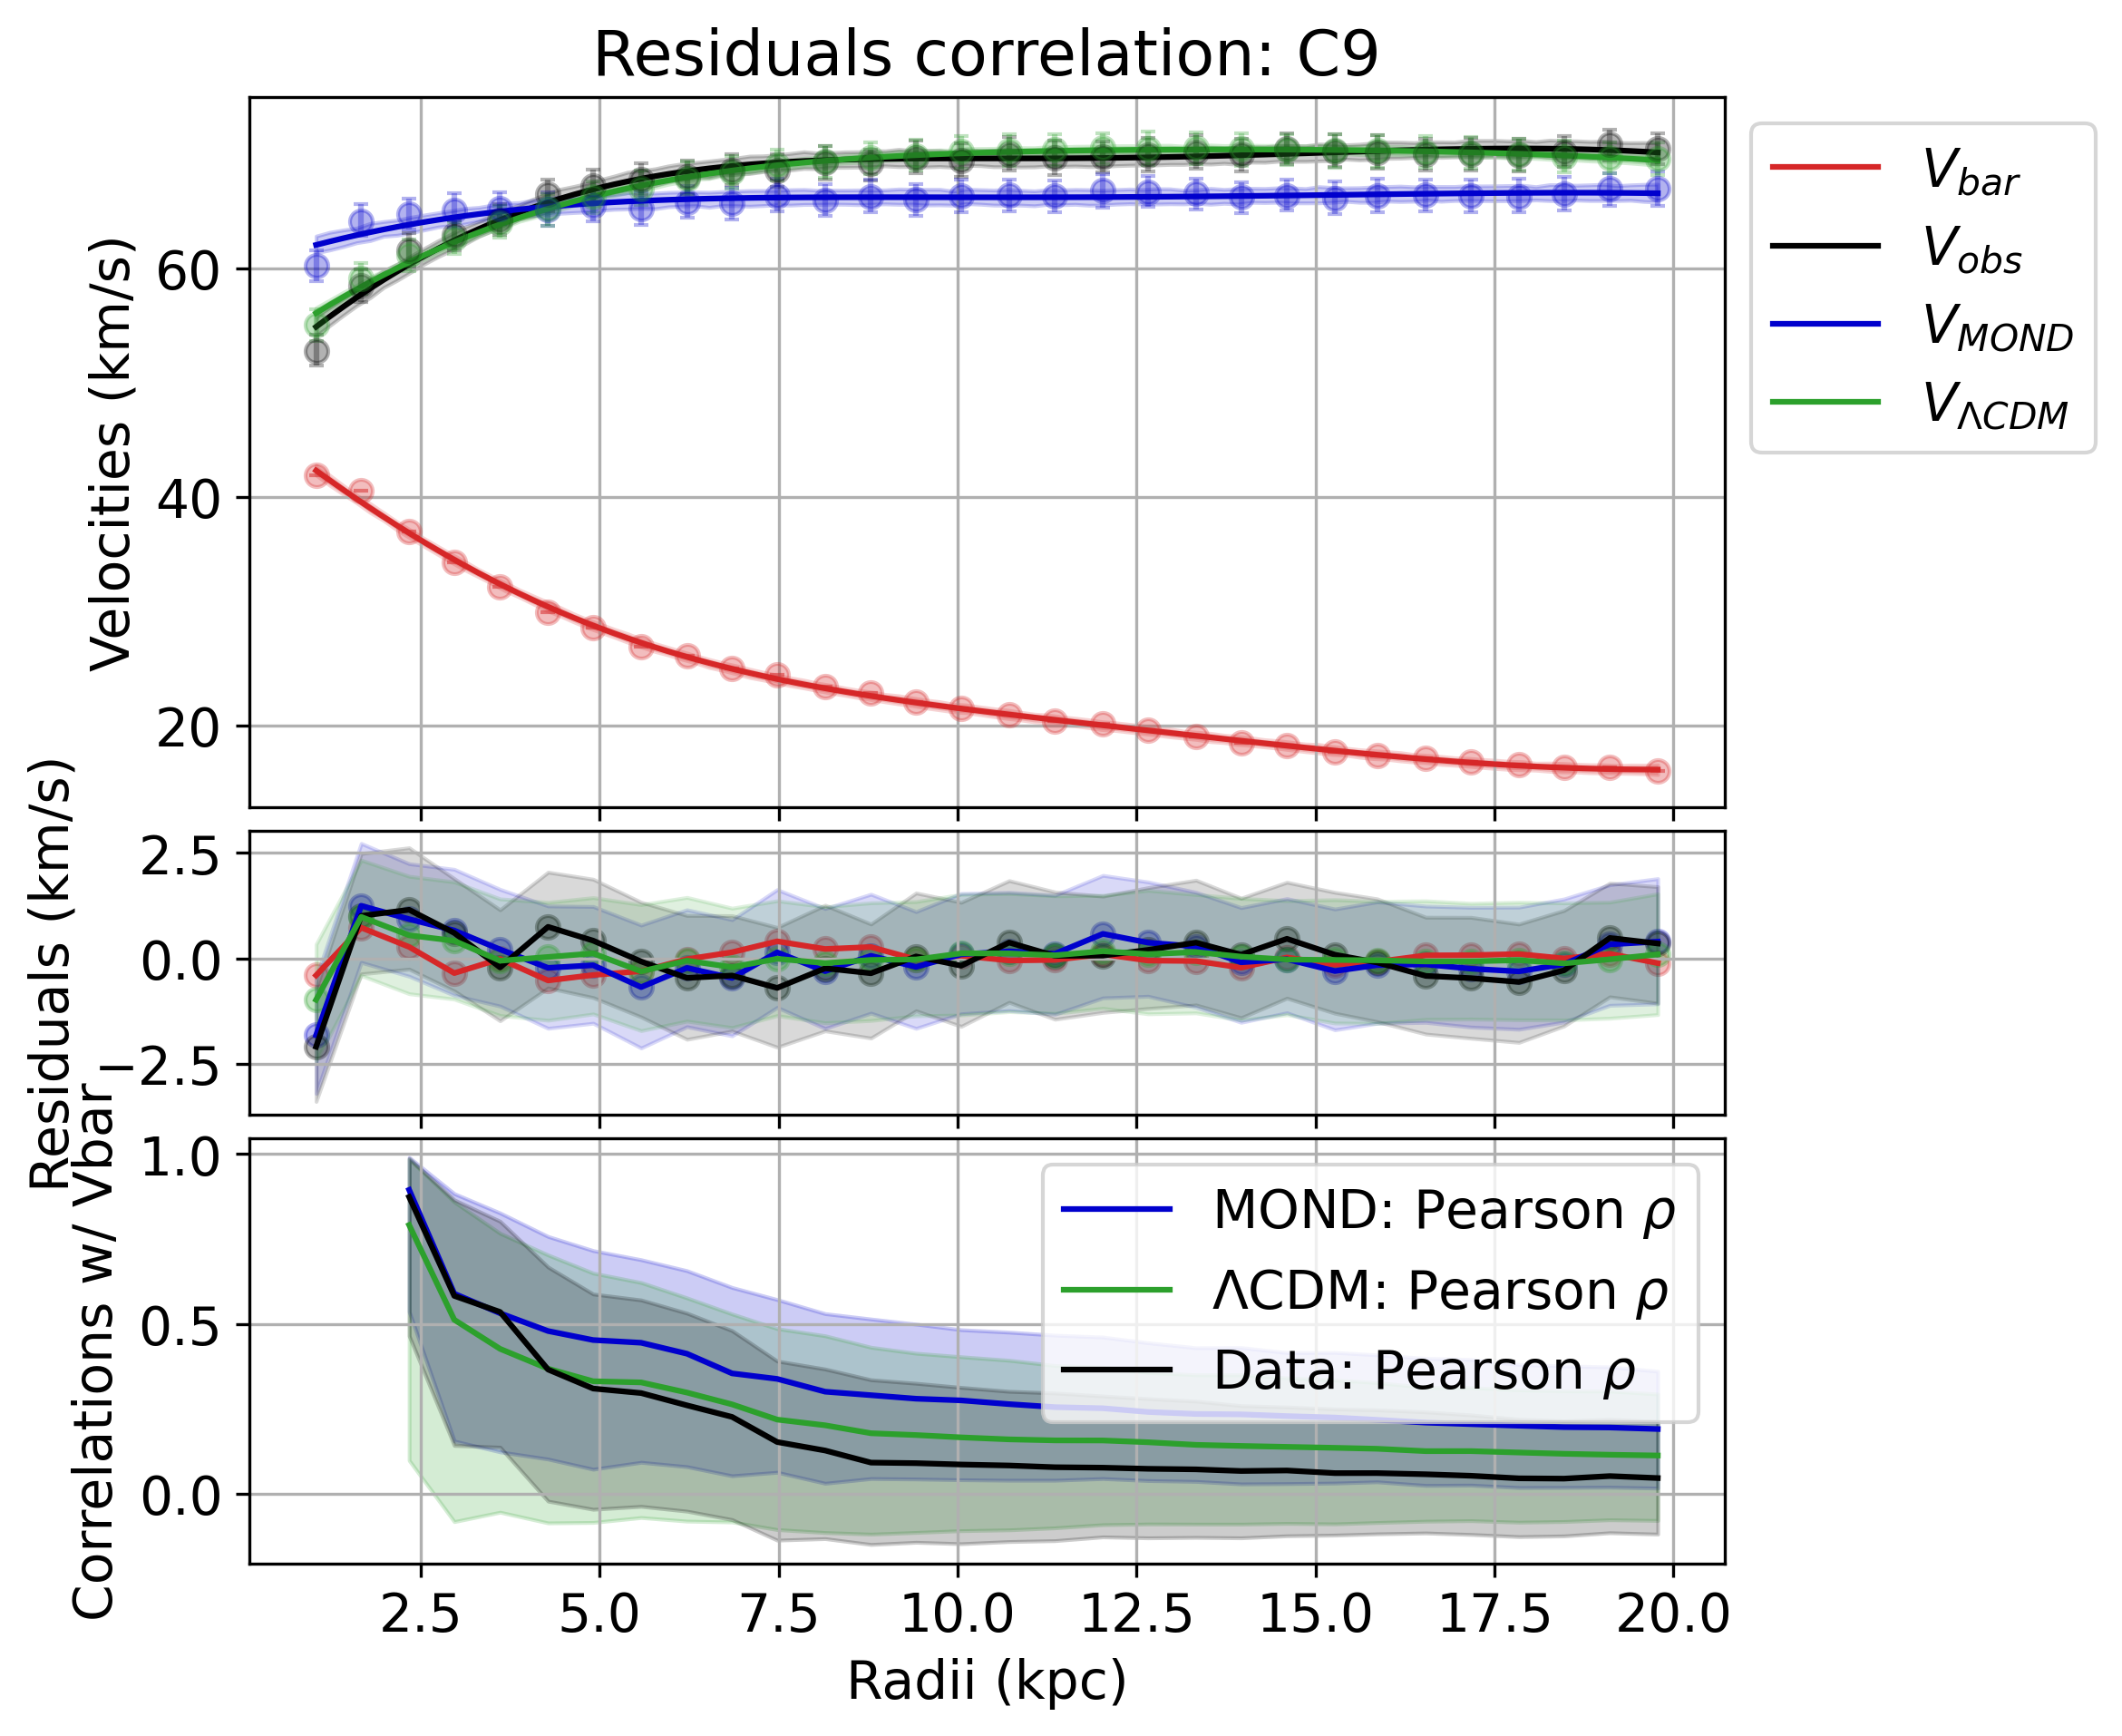 Residuals correlation: C9
Velocities (km/s)
60
40
20
V_bar
V_obs
V_MOND
V_ΛCDM
Residuals (km/s)
2.5
0.0
−2.5
Correlations w/ Vbar
1.0
0.5
0.0
MOND: Pearson ρ
ΛCDM: Pearson ρ
Data: Pearson ρ
2.5 5.0 7.5 10.0 12.5 15.0 17.5 20.0
Radii (kpc)